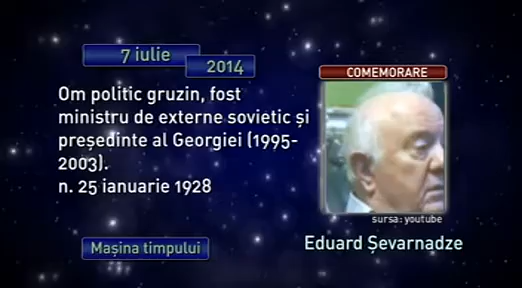 7 iulie
2014
Om politic gruzin, fost
ministru de externe sovietic și
președinte al Georgiei (1995-
2003).
n. 25 ianuarie 1928
COMEMORARE
sursa: youtube
Eduard Șevarnadze
Mașina timpului